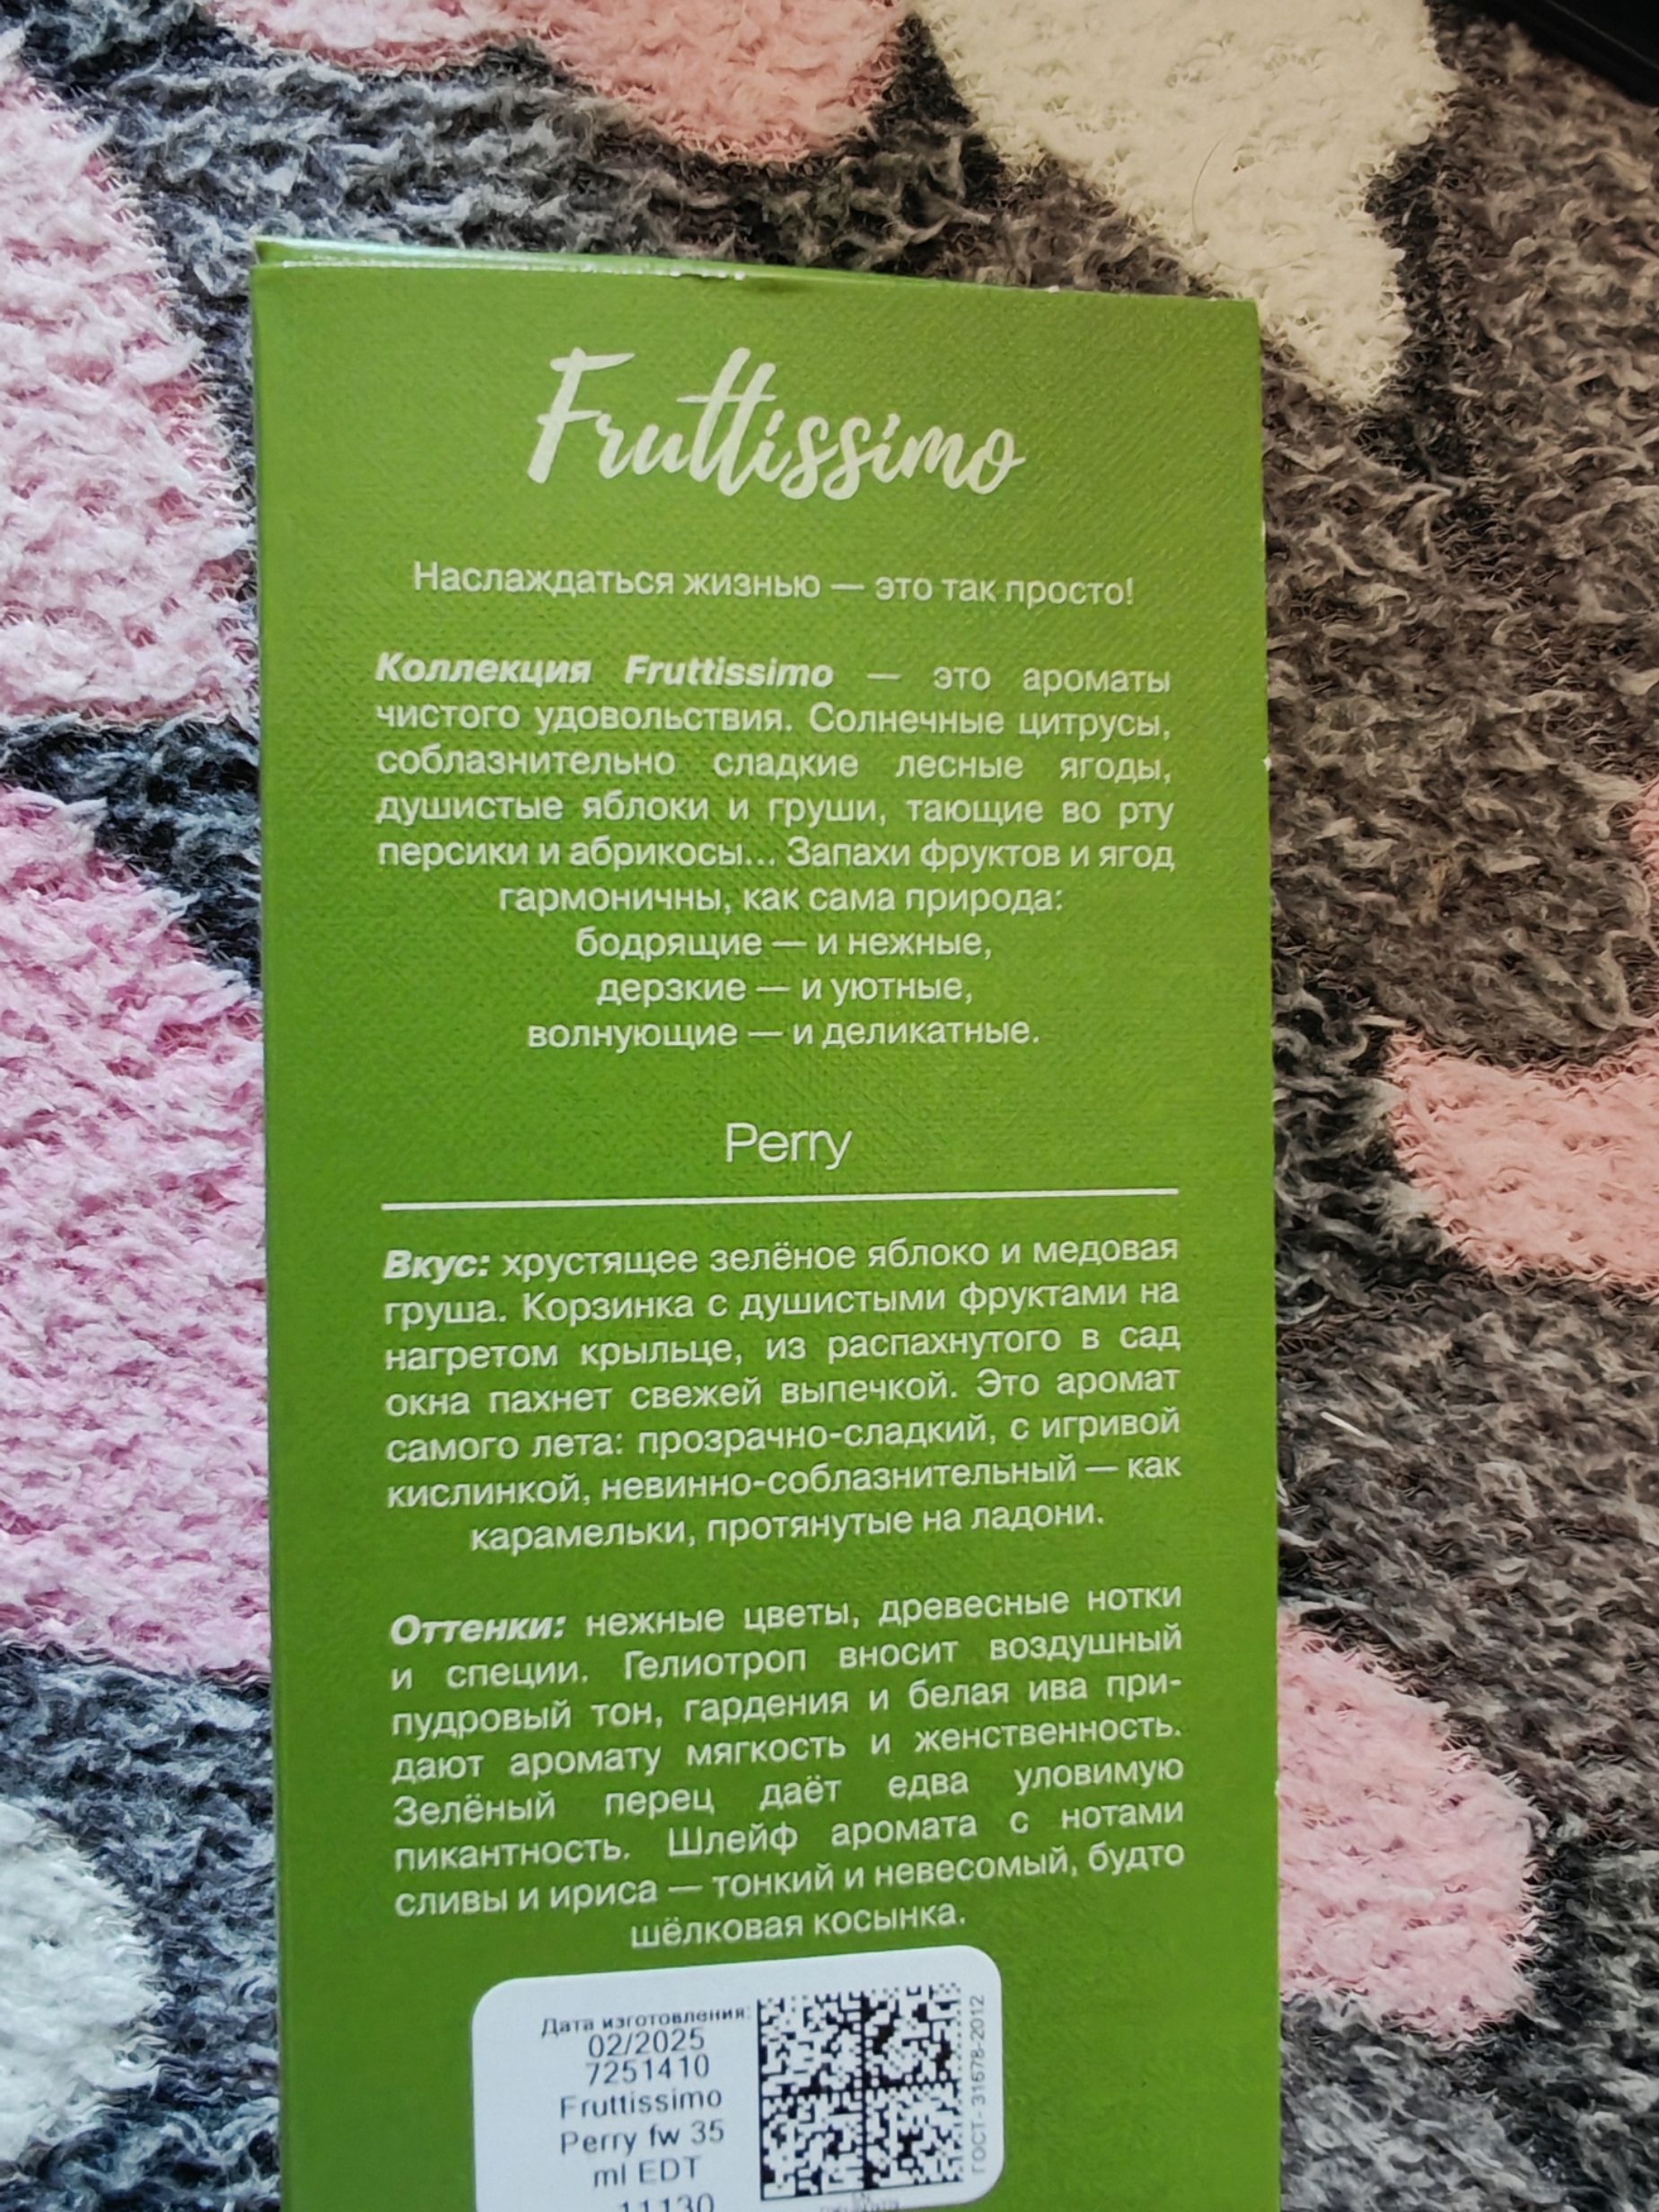 Fruttissimo
Наслаждаться жизнью — это так просто!
Коллекция Fruttissimo — это ароматы
чистого удовольствия. Солнечные цитрусы,
соблазнительно сладкие лесные ягоды,
душистые яблоки и груши, тающие во рту
персики и абрикосы... Запахи фруктов и ягод
гармоничны, как сама природа:
бодрящие — и нежные,
дерзкие — и уютные,
волнующие — и деликатные.
Perry
Вкус: хрустящее зелёное яблоко и медовая
груша. Корзинка с душистыми фруктами на
нагретом крыльце, из распахнутого в сад
окна пахнет свежей выпечкой. Это аромат
самого лета: прозрачно-сладкий, с игривой
кислинкой, невинно-соблазнительный — как
карамельки, протянутые на ладони.
Оттенки: нежные цветы, древесные нотки
и специи. Гелиотроп вносит воздушный
пудровый тон, гардения и белая ива при-
дают аромату мягкость и женственность.
Зелёный перец даёт едва уловимую
пикантность. Шлейф аромата с нотами
сливы и ириса — тонкий и невесомый, будто
шёлковая косынка.
Дата изготовления:
02/2025
7251410
Fruttissimo
Perry fw 35
ml EDT
11130
ГОСТ- 31678-2012